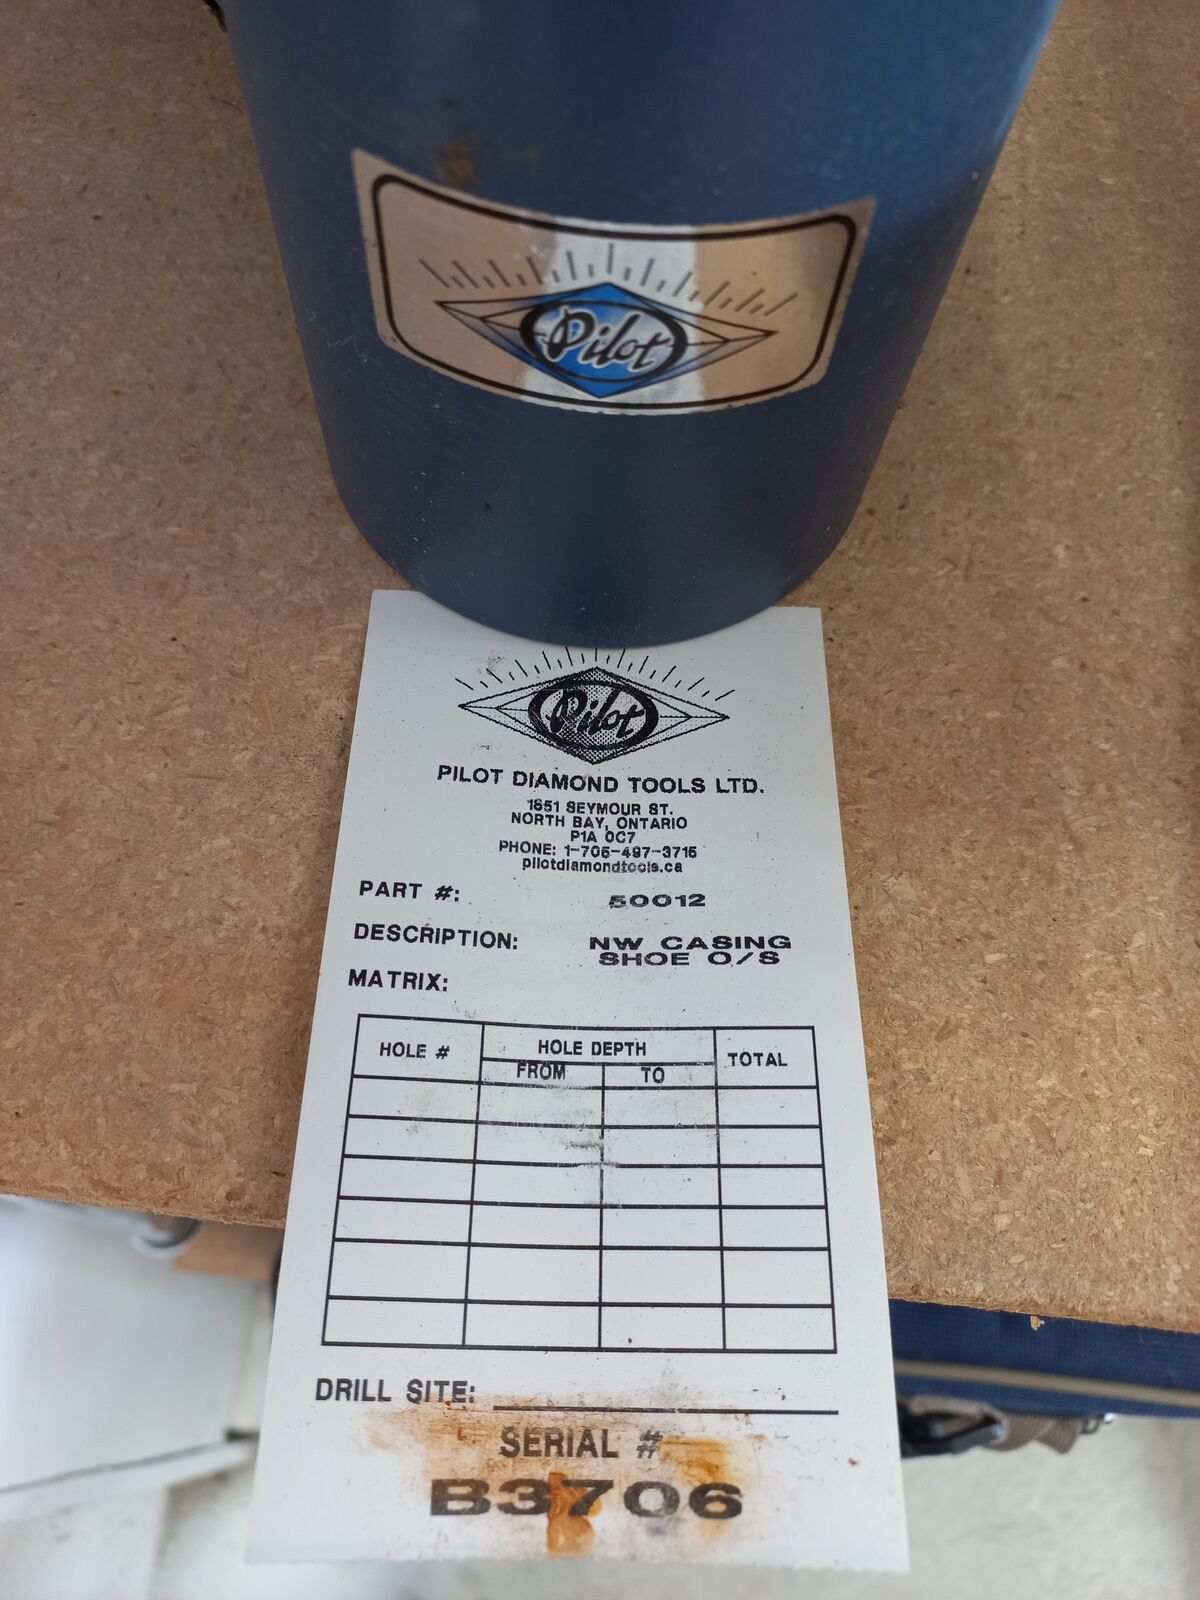 Pilot
Pilot
PILOT DIAMOND TOOLS LTD.
1651 SEYMOUR ST.
NORTH BAY, ONTARIO
P1A 0C7
PHONE: 1-705-497-3715
pilotdiamondtools.ca
PART #: 50012
DESCRIPTION: NW CASING
SHOE O/S
MATRIX:
HOLE # HOLE DEPTH TOTAL
FROM TO
DRILL SITE:
SERIAL #
B3706